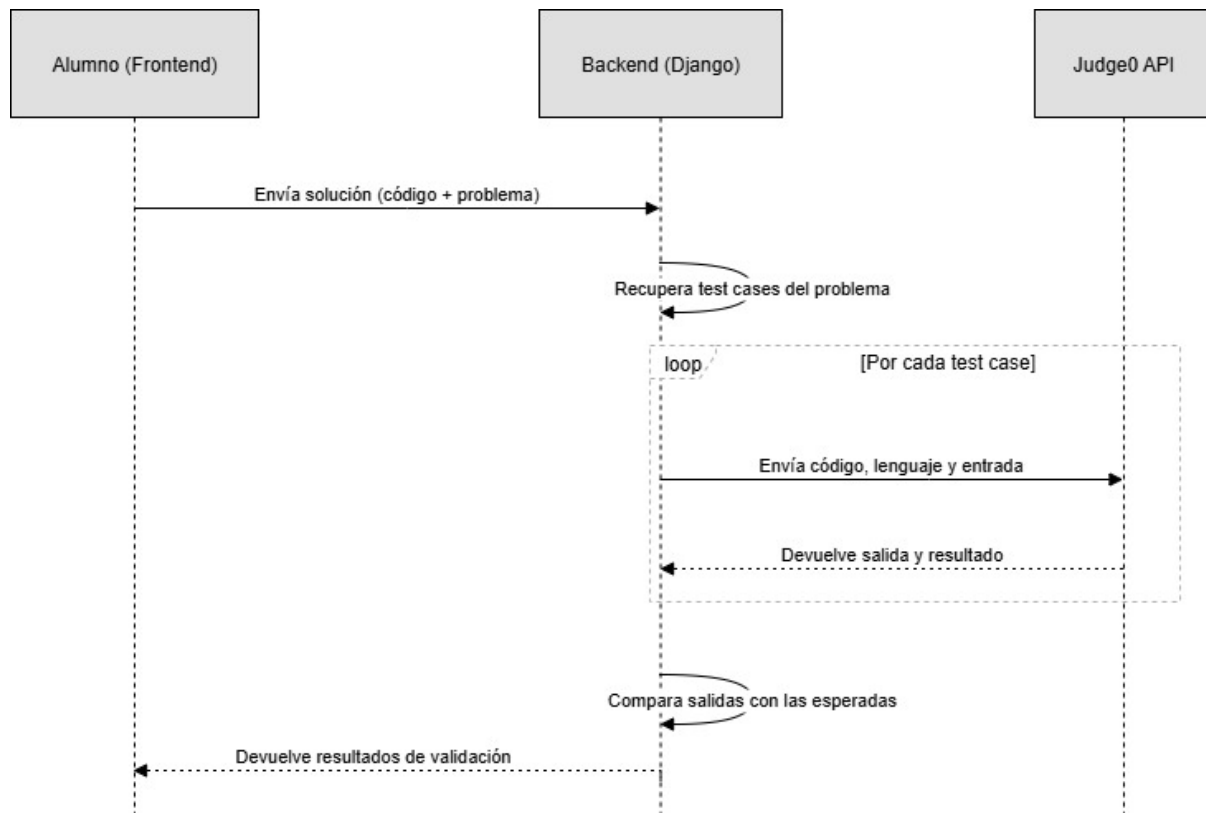 Alumno (Frontend)
Backend (Django)
Judge0 API
Envía solución (código + problema)
Recupera test cases del problema
loop
[Por cada test case]
Envía código, lenguaje y entrada
Devuelve salida y resultado
Compara salidas con las esperadas
Devuelve resultados de validación